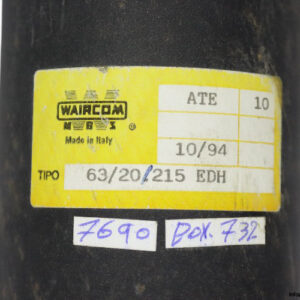 WAIRCOM
M B S ®
Made in Italy
ATE 10
10/94
TIPO 63/20/215 EDH
7690 BOX.732